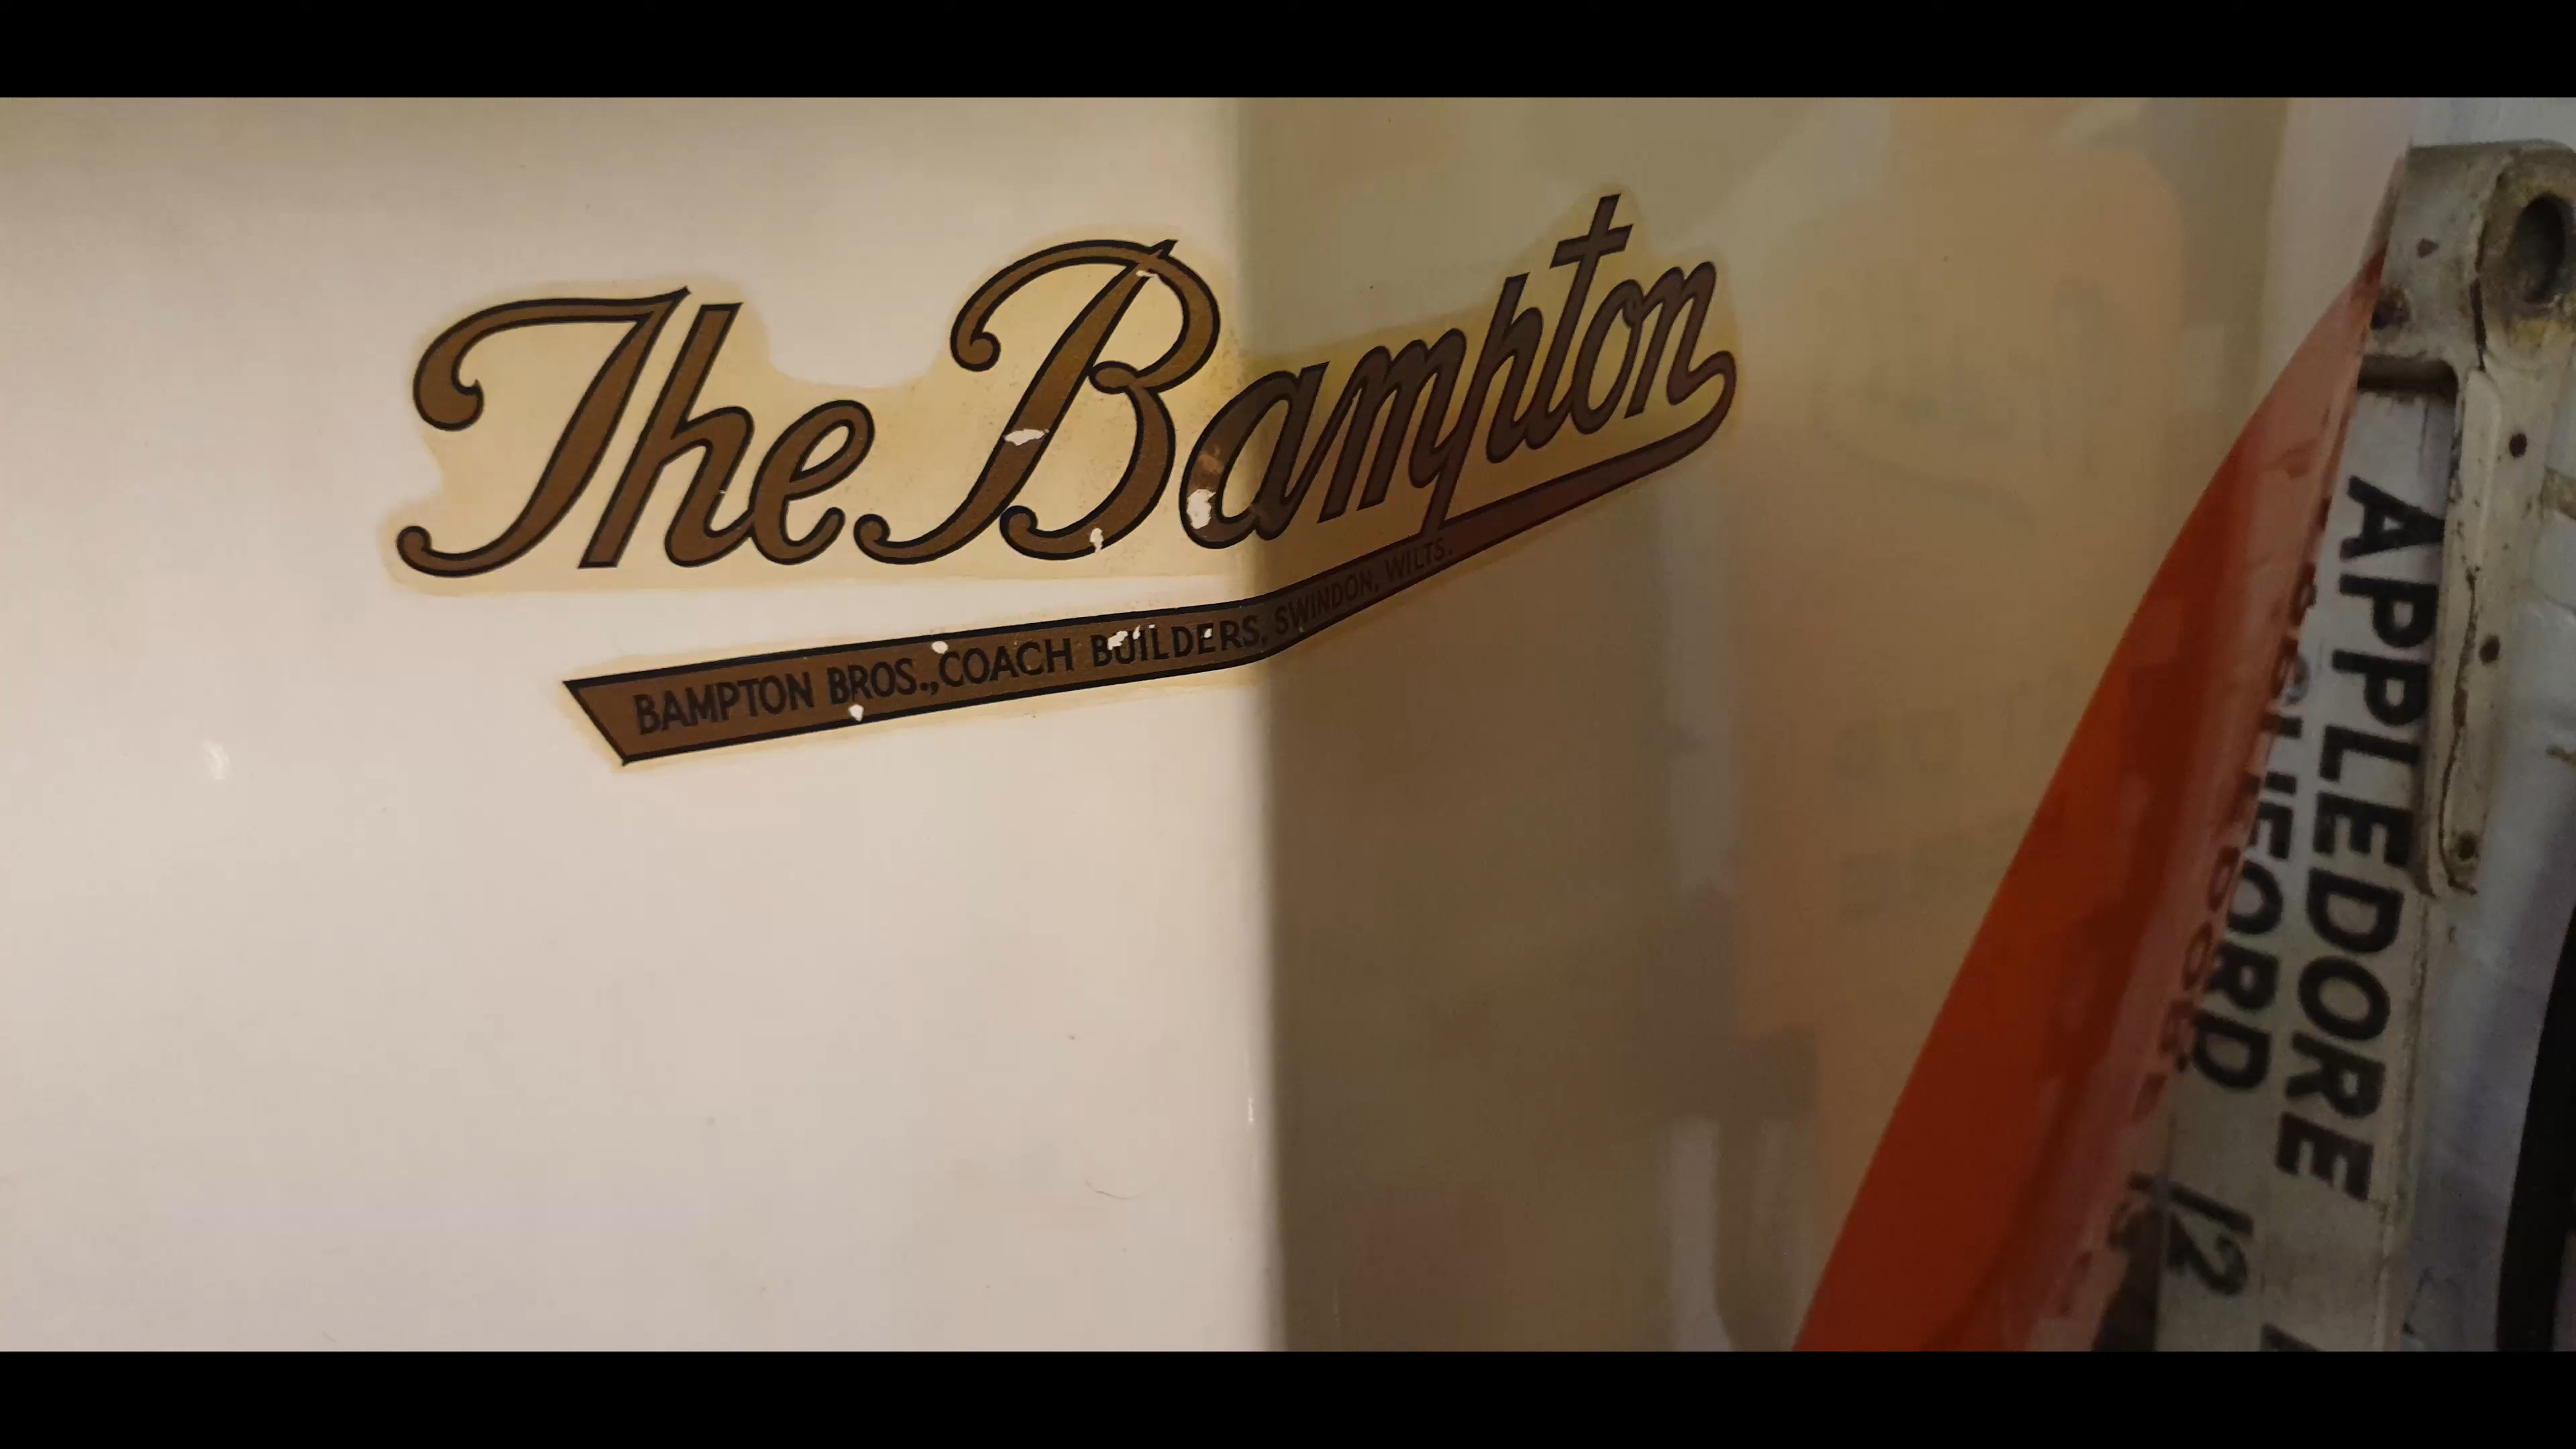 The Bampton
BAMPTON BROS., COACH BUILDERS, SWINDON, WILTS.
APPLEDORE
12